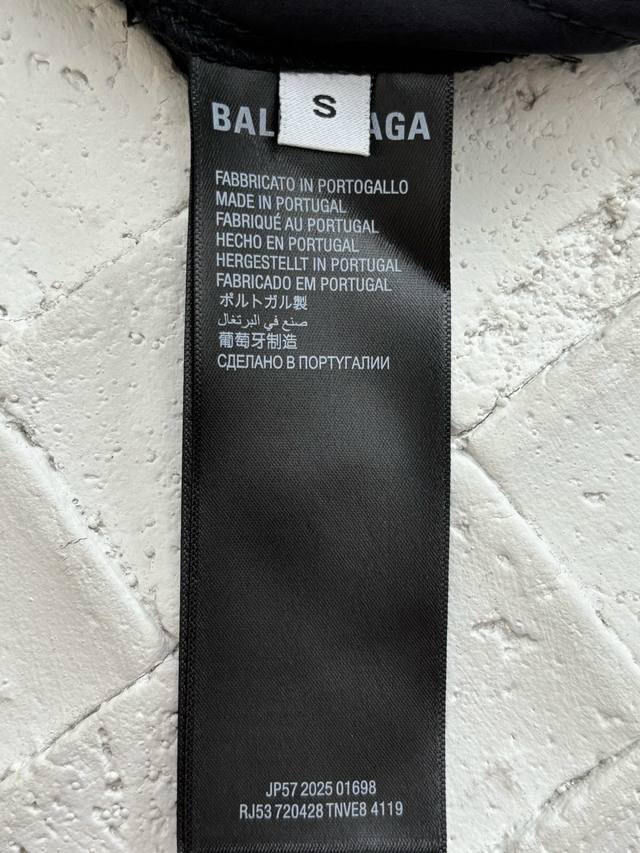 S
BAL AGA
FABBRICATO IN PORTOGALLO
MADE IN PORTUGAL
FABRIQUÉ AU PORTUGAL
HECHO EN PORTUGAL
HERGESTELLT IN PORTUGAL
FABRICADO EM PORTUGAL
ポルトガル製
صنع في البرتغال
葡萄牙制造
СДЕЛАНО В ПОРТУГАЛИИ
JP57 2025 01698
RJ53 720428 TNVE8 4119